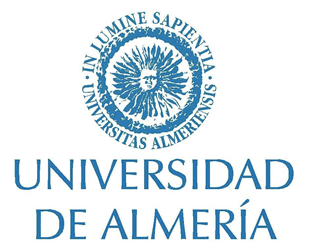 · IN LUMINE SAPIENTIA ·
UNIVERSITAS ALMERIENSIS
UNIVERSIDAD
DE ALMERÍA